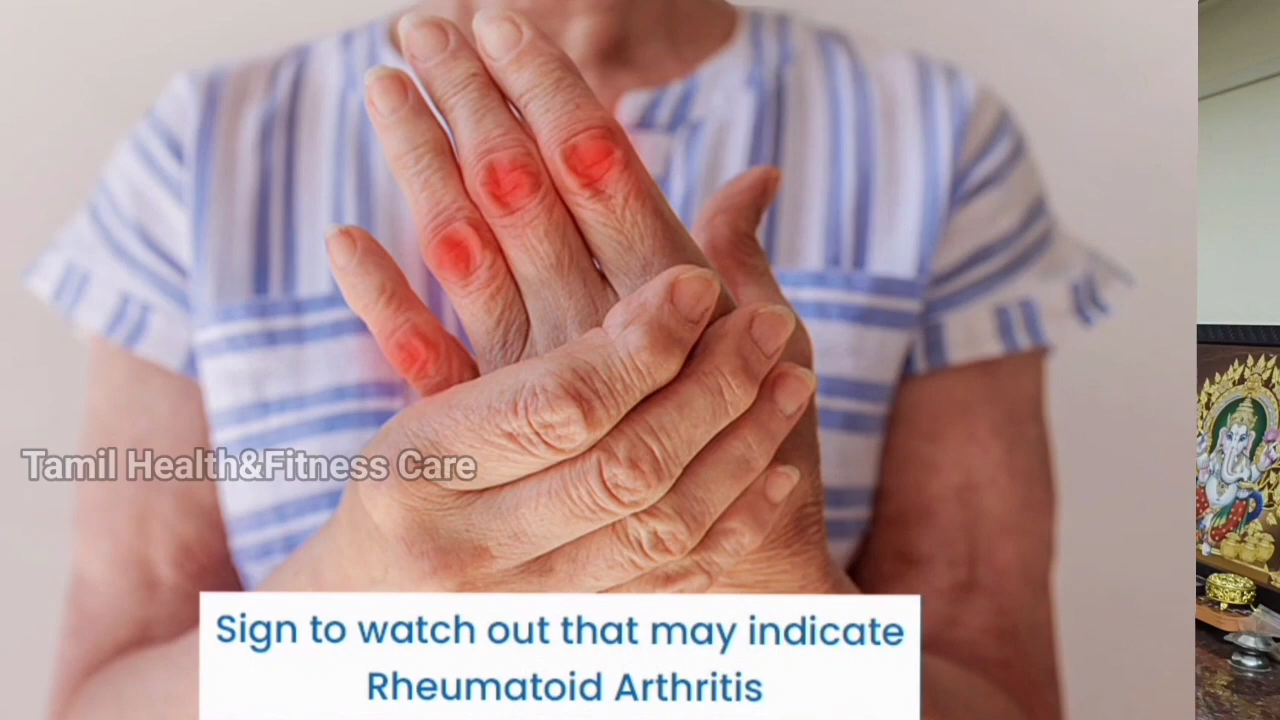 Tamil Health&Fitness Care
Sign to watch out that may indicate
Rheumatoid Arthritis